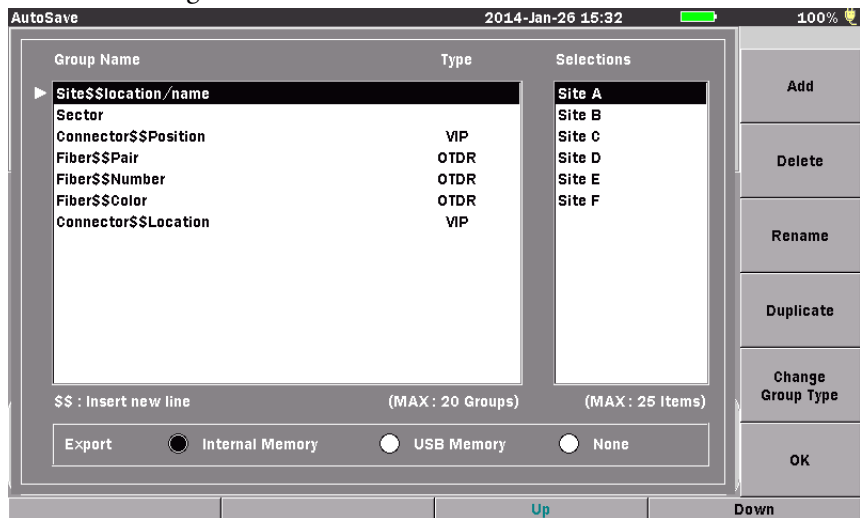 AutoSave 2014-Jan-26 15:32 100%
Group Name Type Selections
Site$$location/name Site A
Sector Site B
Connector$$Position VIP Site C
Fiber$$Pair OTDR Site D
Fiber$$Number OTDR Site E
Fiber$$Color OTDR Site F
Connector$$Location VIP
$$ : Insert new line (MAX : 20 Groups) (MAX : 25 Items)
Export Internal Memory USB Memory None
Add
Delete
Rename
Duplicate
Change
Group Type
OK
Up Down